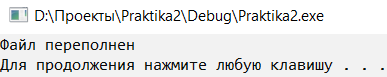 D:\Проекты\Praktika2\Debug\Praktika2.exe
Файл переполнен
Для продолжения нажмите любую клавишу . . .